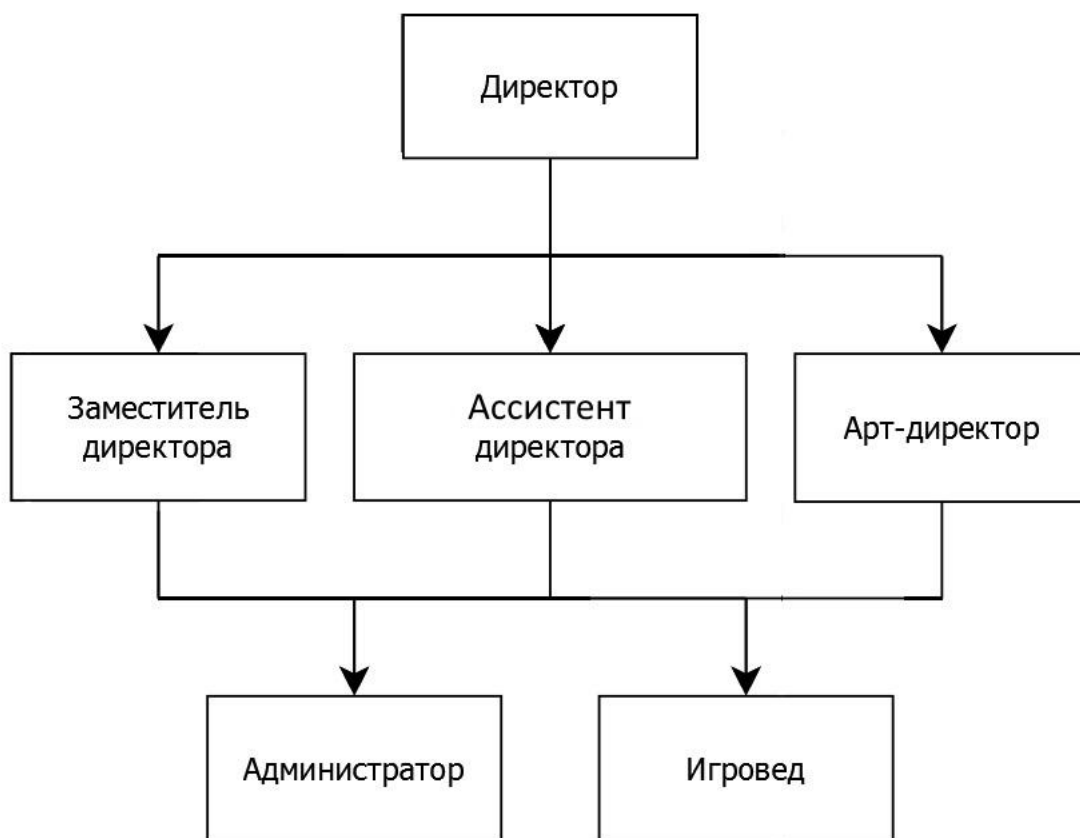 Директор
Заместитель
директора
Ассистент
директора
Арт-директор
Администратор
Игровед